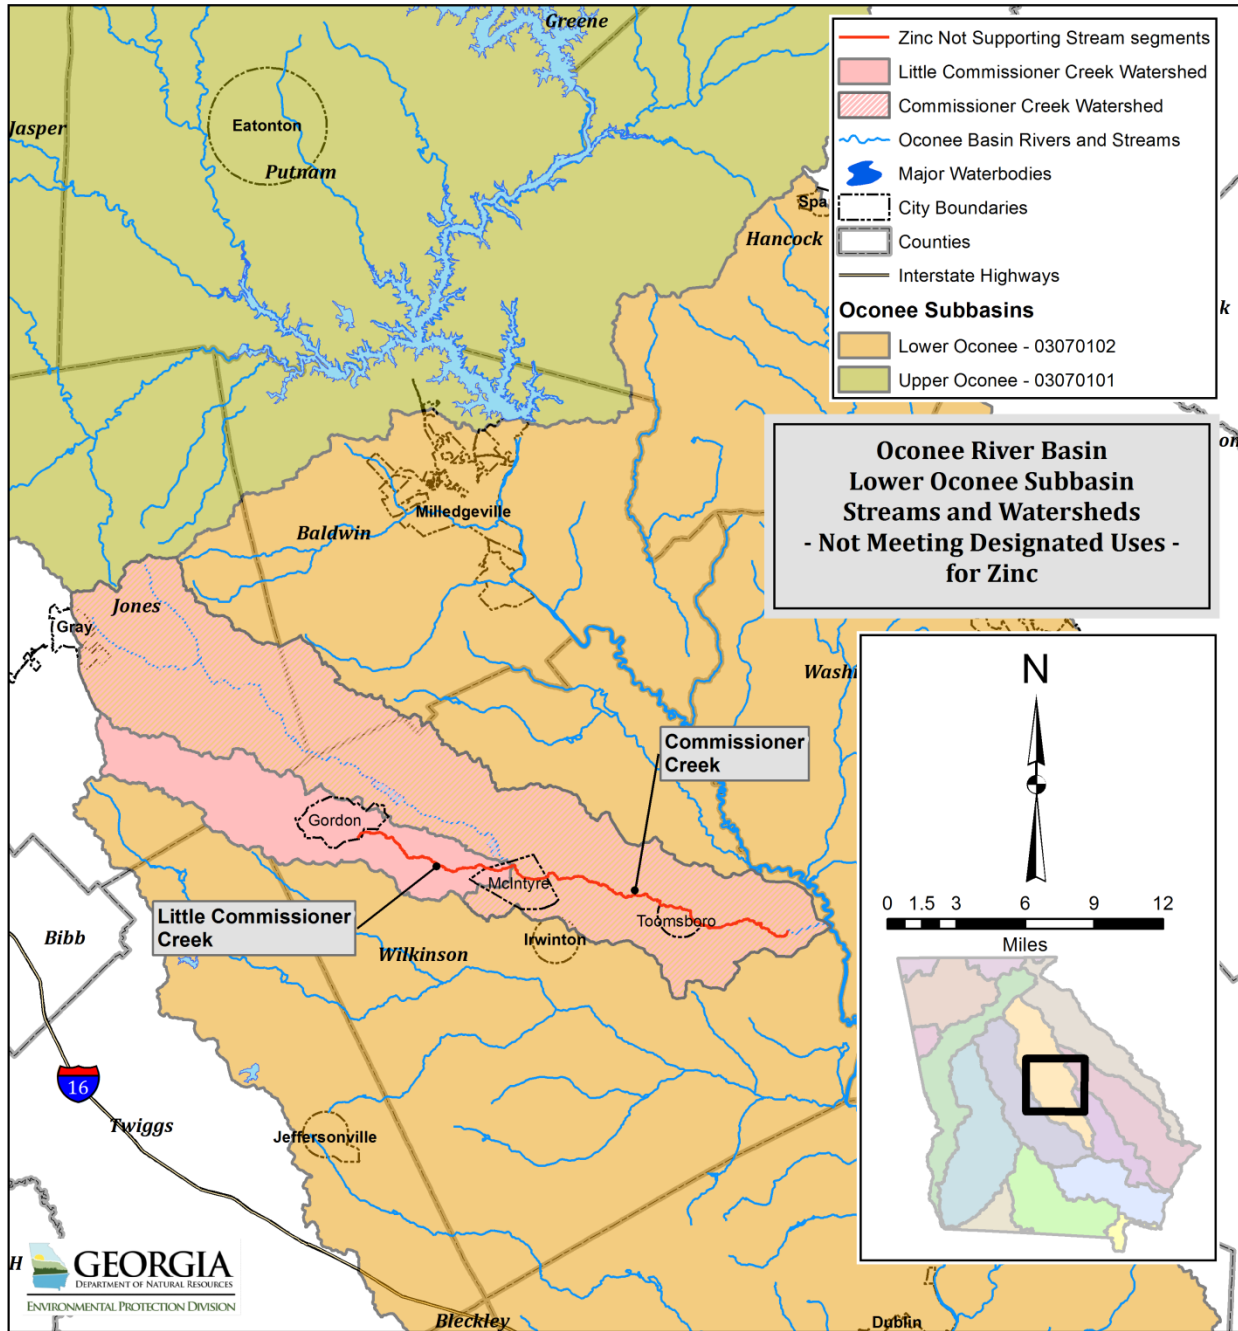 Greene
Jasper
Eatonton
Putnam
Spa
Hancock
Zinc Not Supporting Stream segments
Little Commissioner Creek Watershed
Commissioner Creek Watershed
Oconee Basin Rivers and Streams
Major Waterbodies
City Boundaries
Counties
Interstate Highways
Oconee Subbasins
Lower Oconee - 03070102
Upper Oconee - 03070101
k
on
Oconee River Basin
Lower Oconee Subbasin
Streams and Watersheds
- Not Meeting Designated Uses -
for Zinc
Milledgeville
Baldwin
Jones
Gray
Washi
Commissioner
Creek
Gordon
McIntyre
Toomsboro
Little Commissioner
Creek
Irwinton
Wilkinson
Bibb
16
Twiggs
Jeffersonville
N
0 1.5 3 6 9 12
Miles
H
GEORGIA
DEPARTMENT OF NATURAL RESOURCES
ENVIRONMENTAL PROTECTION DIVISION
Bleckley
Dublin